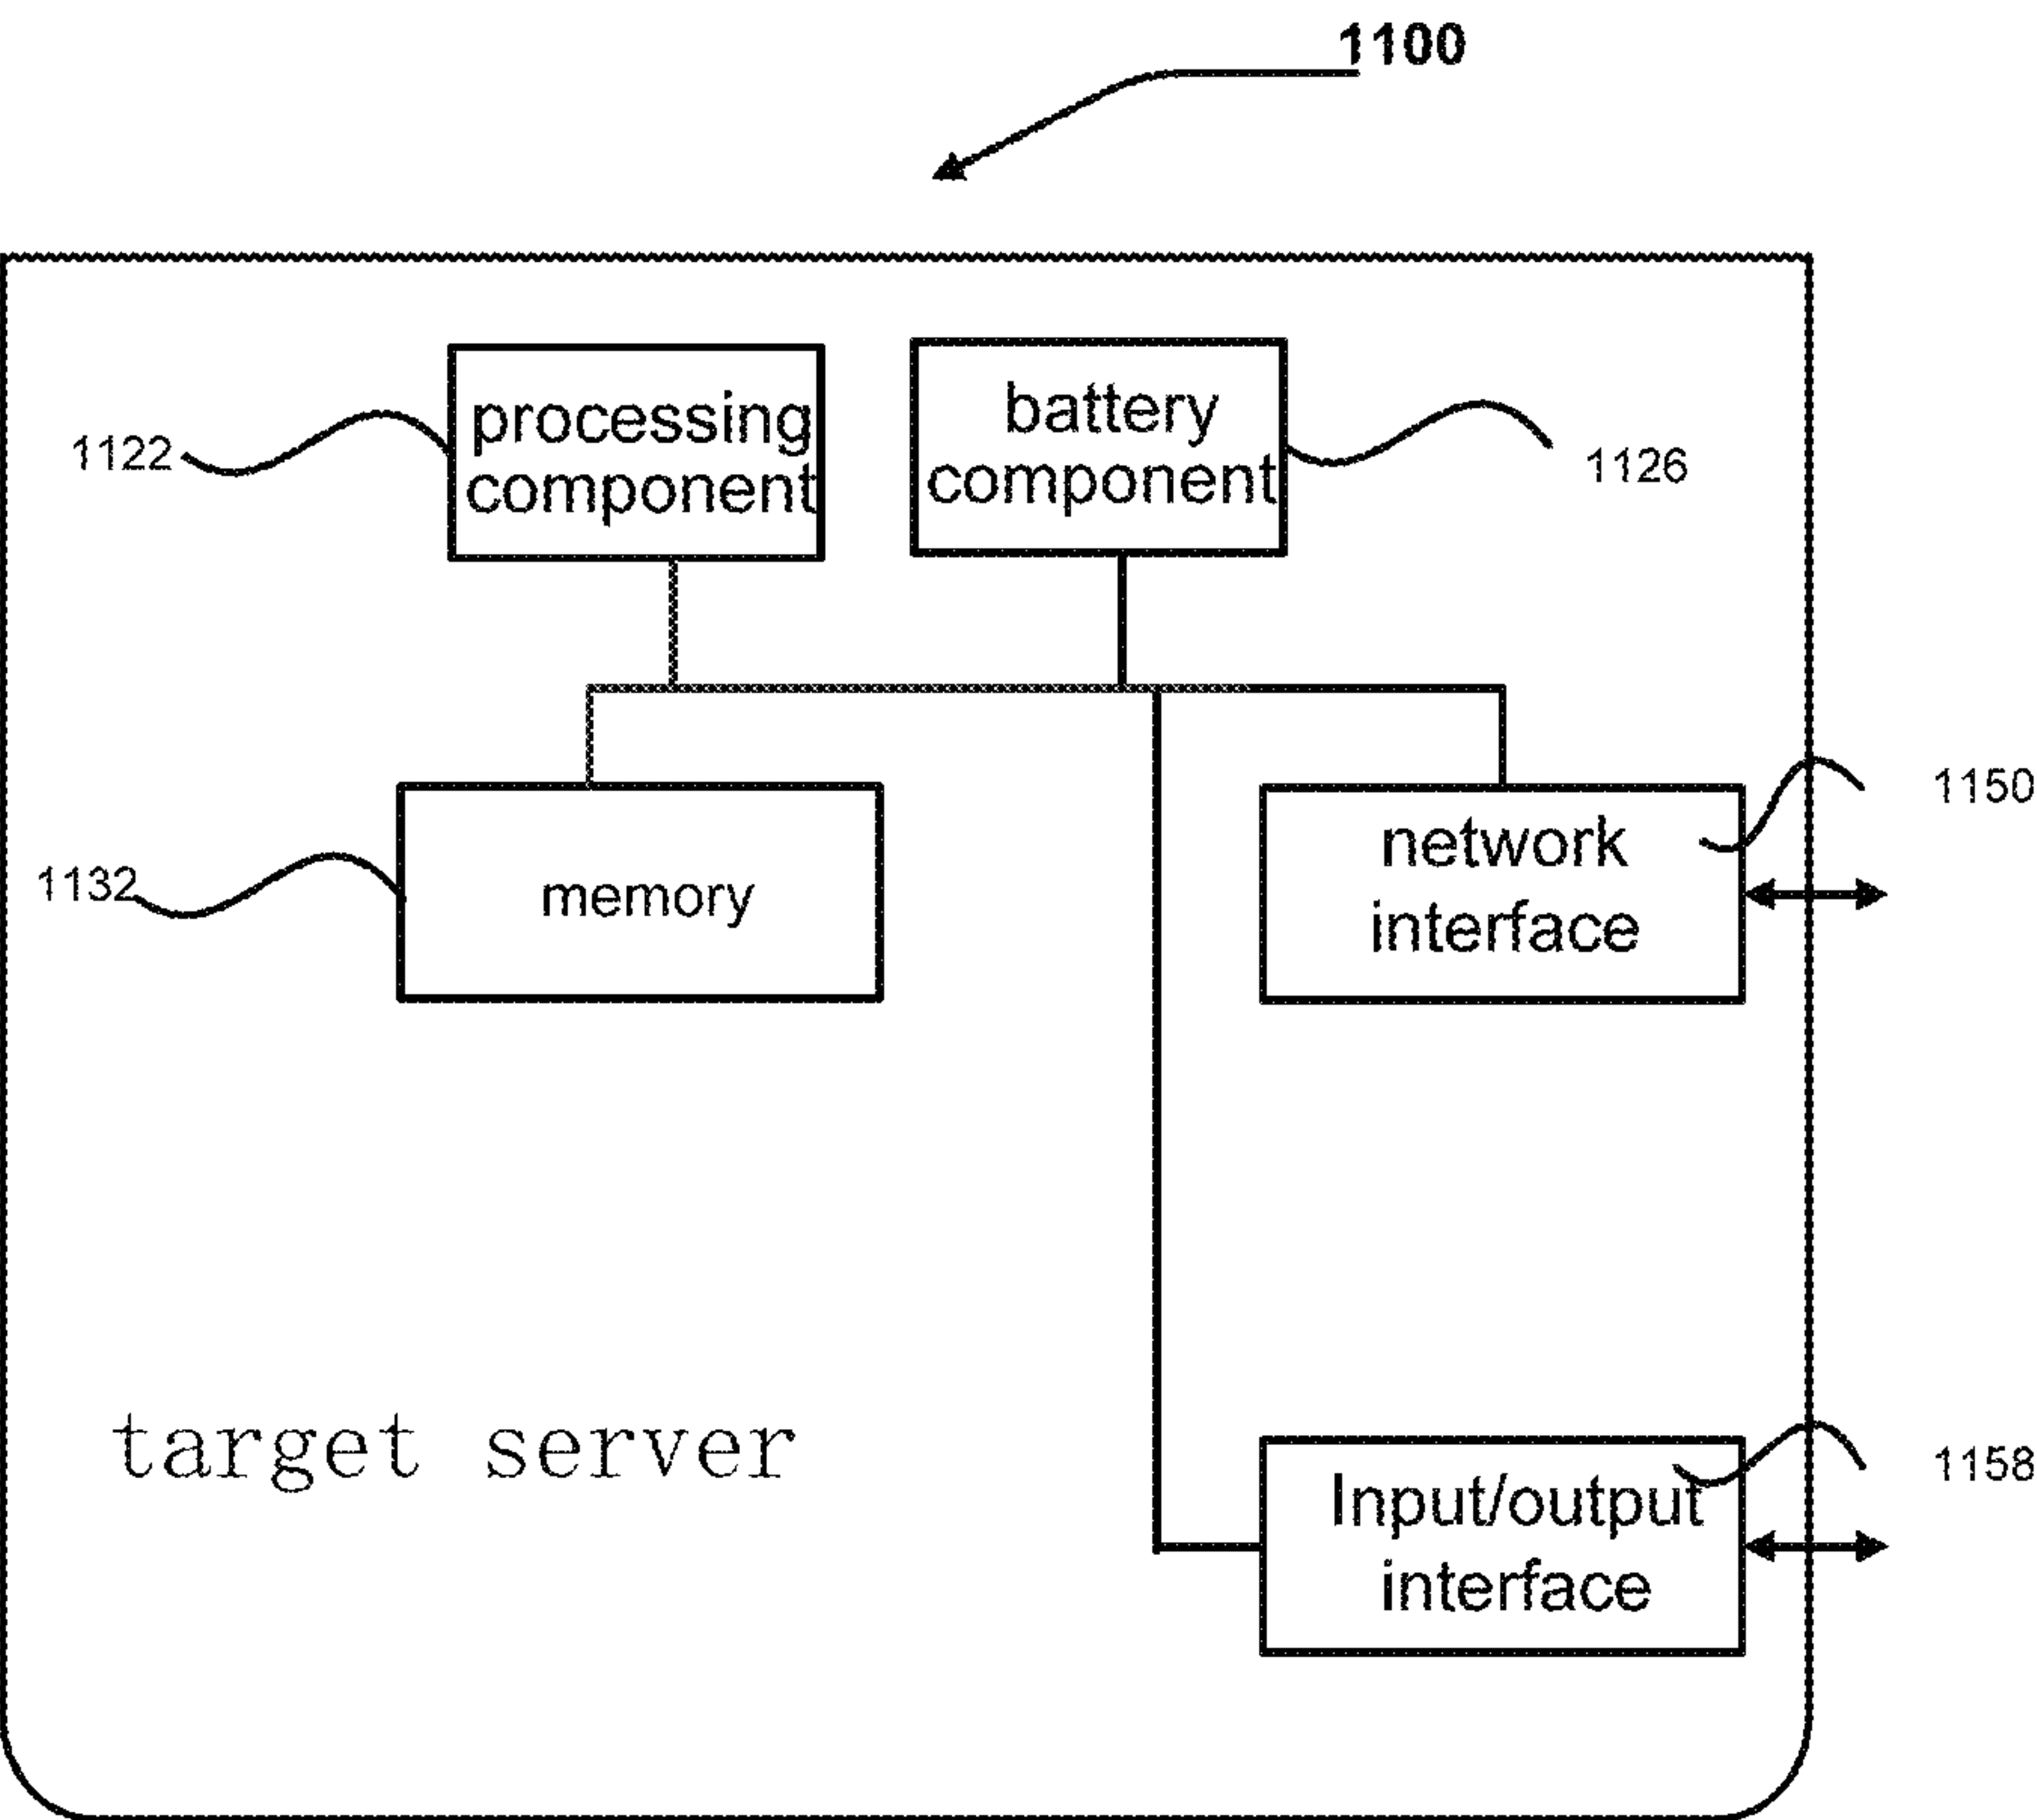 1100
processing
component
battery
component
1122
1126
memory
1132
network
interface
1150
target server
Input/output
interface
1158